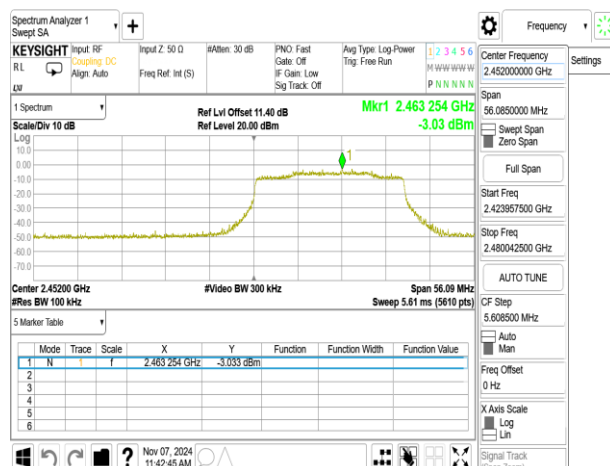 Spectrum Analyzer 1
Swept SA
Frequency
KEYSIGHT
RL
Input: RF
Coupling: DC
Align: Auto
Input Z: 50 Ω
Freq Ref: Int (S)
#Atten: 30 dB
PNO: Fast
Gate: Off
IF Gain: Low
Sig Track: Off
Avg Type: Log-Power
Trig: Free Run
1 2 3 4 5 6
M W W W W W
P N N N N N
Center Frequency
2.452000000 GHz
Settings
Span
56.0850000 MHz
Swept Span
Zero Span
Full Span
Start Freq
2.423957500 GHz
Stop Freq
2.480042500 GHz
AUTO TUNE
CF Step
5.608500 MHz
Auto
Man
Freq Offset
0 Hz
X Axis Scale
Log
Lin
Signal Track
1 Spectrum
Scale/Div 10 dB
Ref Lvl Offset 11.40 dB
Ref Level 20.00 dBm
Mkr1 2.463 254 GHz
-3.03 dBm
Log
10.0
0.00
-10.0
-20.0
-30.0
-40.0
-50.0
-60.0
-70.0
1
Center 2.45200 GHz
#Res BW 100 kHz
#Video BW 300 kHz
Span 56.09 MHz
Sweep 5.61 ms (5610 pts)
5 Marker Table
Mode Trace Scale X Y Function Function Width Function Value
1 N 1 f 2.463 254 GHz -3.033 dBm
2
3
4
5
6
?
Nov 07, 2024
11:42:45 AM